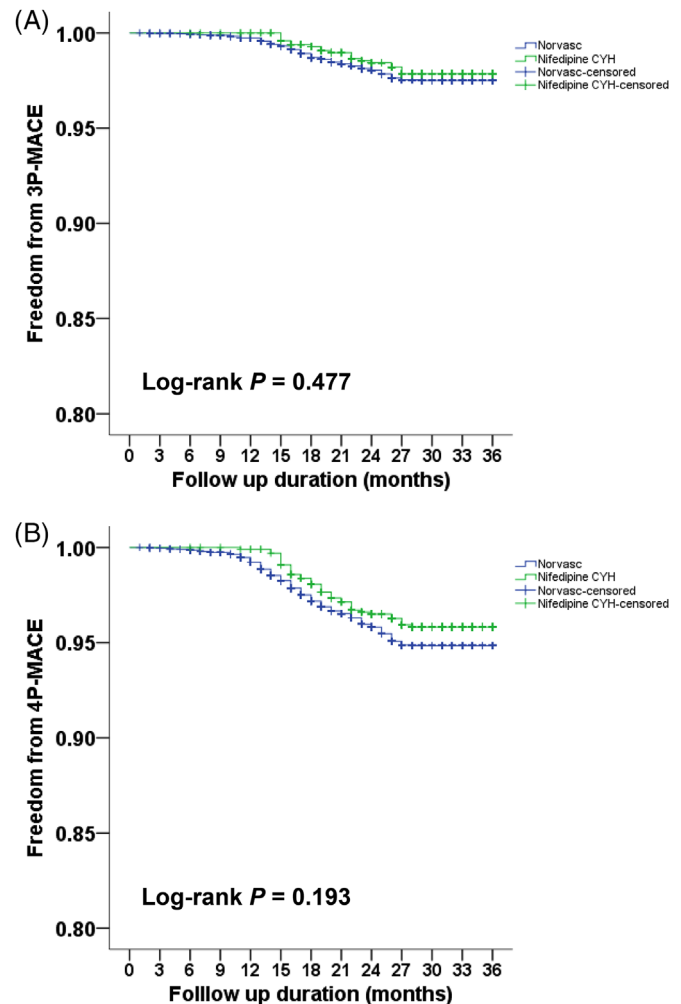 (A)
Freedom from 3P-MACE
1.00
0.95
0.90
0.85
0.80
Log-rank P = 0.477
0 3 6 9 12 15 18 21 24 27 30 33 36
Follow up duration (months)
Norvasc
Nifedipine CYH
Norvasc-censored
Nifedipine CYH-censored
(B)
Freedom from 4P-MACE
1.00
0.95
0.90
0.85
0.80
Log-rank P = 0.193
0 3 6 9 12 15 18 21 24 27 30 33 36
Folllow up duration (months)
Norvasc
Nifedipine CYH
Norvasc-censored
Nifedipine CYH-censored